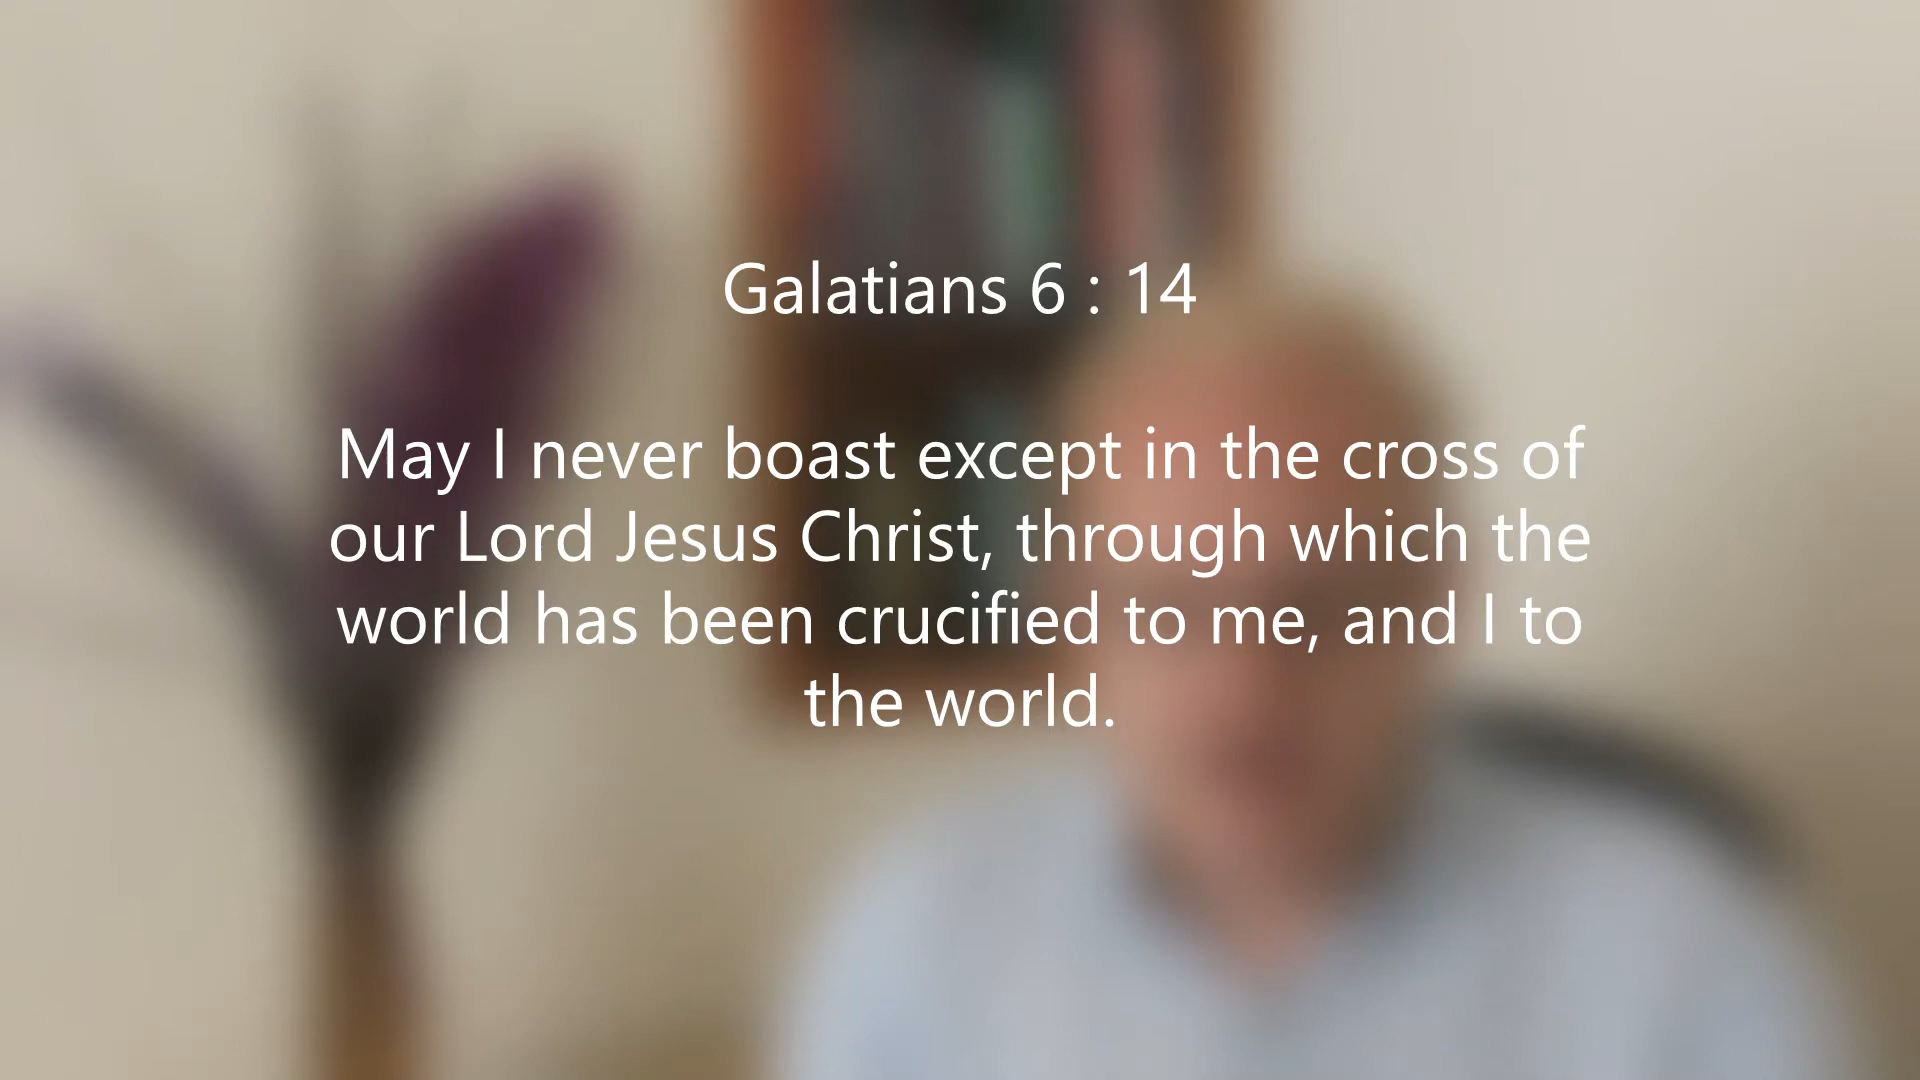 Galatians 6 : 14
May I never boast except in the cross of
our Lord Jesus Christ, through which the
world has been crucified to me, and I to
the world.